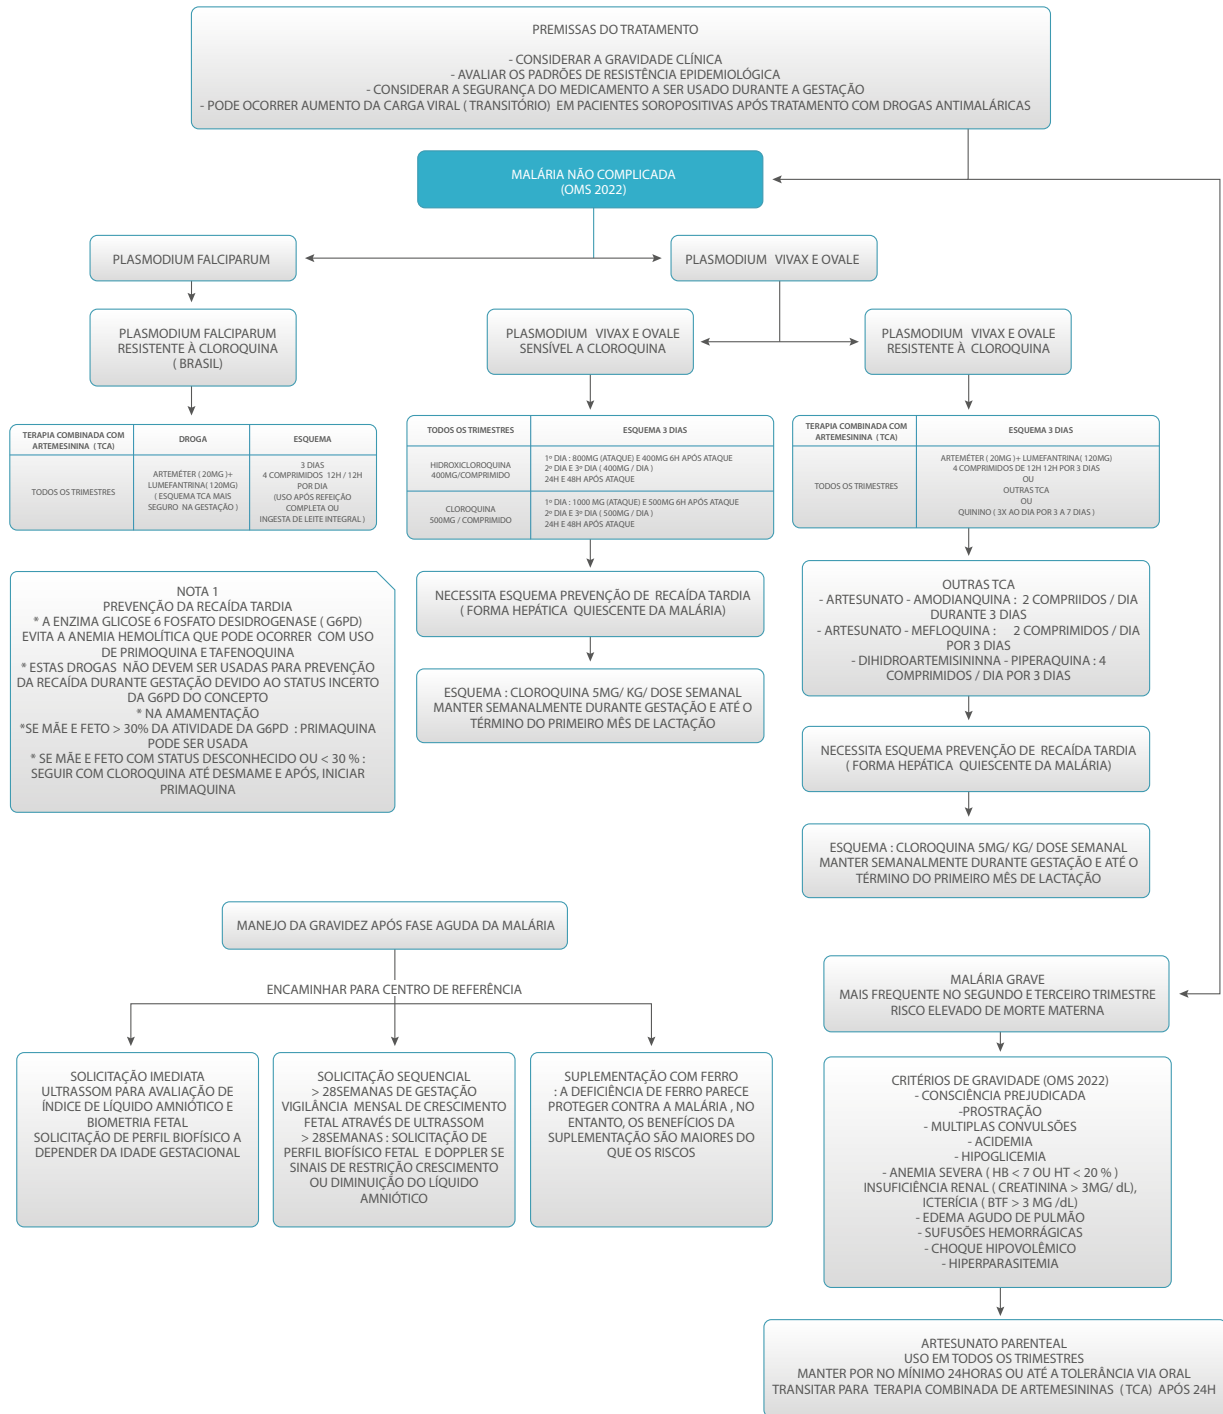 PREMISSAS DO TRATAMENTO
- CONSIDERAR A GRAVIDADE CLÍNICA
- AVALIAR OS PADRÕES DE RESISTÊNCIA EPIDEMIOLÓGICA
- CONSIDERAR A SEGURANÇA DO MEDICAMENTO A SER USADO DURANTE A GESTAÇÃO
- PODE OCORRER AUMENTO DA CARGA VIRAL ( TRANSITÓRIO) EM PACIENTES SOROPOSITIVAS APÓS TRATAMENTO COM DROGAS ANTIMALÁRICAS
MALÁRIA NÃO COMPLICADA
(OMS 2022)
PLASMODIUM FALCIPARUM
PLASMODIUM VIVAX E OVALE
PLASMODIUM FALCIPARUM
RESISTENTE À CLOROQUINA
( BRASIL)
PLASMODIUM VIVAX E OVALE
SENSÍVEL A CLOROQUINA
PLASMODIUM VIVAX E OVALE
RESISTENTE À CLOROQUINA
TERAPIA COMBINADA COM
ARTEMESININA ( TCA)
DROGA
ESQUEMA
TODOS OS TRIMESTRES
ARTEMÉTER ( 20MG )+
LUMEFANTRINA( 120MG)
( ESQUEMA TCA MAIS
SEGURO NA GESTAÇÃO )
3 DIAS
4 COMPRIMIDOS 12H / 12H
POR DIA
(USO APÓS REFEIÇÃO
COMPLETA OU
INGESTA DE LEITE INTEGRAL )
TODOS OS TRIMESTRES
ESQUEMA 3 DIAS
HIDROXICLOROQUINA
400MG/COMPRIMIDO
1º DIA : 800MG (ATAQUE) E 400MG 6H APÓS ATAQUE
2º DIA E 3º DIA ( 400MG / DIA )
24H E 48H APÓS ATAQUE
CLOROQUINA
500MG / COMPRIMIDO
1º DIA : 1000 MG (ATAQUE) E 500MG 6H APÓS ATAQUE
2º DIA E 3º DIA ( 500MG / DIA )
24H E 48H APÓS ATAQUE
TERAPIA COMBINADA COM
ARTEMESININA ( TCA)
ESQUEMA 3 DIAS
TODOS OS TRIMESTRES
ARTEMÉTER ( 20MG )+ LUMEFANTRINA( 120MG)
4 COMPRIMIDOS DE 12H 12H POR 3 DIAS
OU
OUTRAS TCA
OU
QUININO ( 3X AO DIA POR 3 A 7 DIAS )
NOTA 1
PREVENÇÃO DA RECAÍDA TARDIA
* A ENZIMA GLICOSE 6 FOSFATO DESIDROGENASE ( G6PD)
EVITA A ANEMIA HEMOLÍTICA QUE PODE OCORRER COM USO
DE PRIMOQUINA E TAFENOQUINA
* ESTAS DROGAS NÃO DEVEM SER USADAS PARA PREVENÇÃO
DA RECAÍDA DURANTE GESTAÇÃO DEVIDO AO STATUS INCERTO
DA G6PD DO CONCEPTO
* NA AMAMENTAÇÃO
*SE MÃE E FETO > 30% DA ATIVIDADE DA G6PD : PRIMAQUINA
PODE SER USADA
* SE MÃE E FETO COM STATUS DESCONHECIDO OU < 30 % :
SEGUIR COM CLOROQUINA ATÉ DESMAME E APÓS, INICIAR
PRIMAQUINA
NECESSITA ESQUEMA PREVENÇÃO DE RECAÍDA TARDIA
( FORMA HEPÁTICA QUIESCENTE DA MALÁRIA)
ESQUEMA : CLOROQUINA 5MG/ KG/ DOSE SEMANAL
MANTER SEMANALMENTE DURANTE GESTAÇÃO E ATÉ O
TÉRMINO DO PRIMEIRO MÊS DE LACTAÇÃO
OUTRAS TCA
- ARTESUNATO - AMODIANQUINA : 2 COMPRIIDOS / DIA
DURANTE 3 DIAS
- ARTESUNATO - MEFLOQUINA : 2 COMPRIMIDOS / DIA
POR 3 DIAS
- DIHIDROARTEMISININNA - PIPERAQUINA : 4
COMPRIMIDOS / DIA POR 3 DIAS
NECESSITA ESQUEMA PREVENÇÃO DE RECAÍDA TARDIA
( FORMA HEPÁTICA QUIESCENTE DA MALÁRIA)
ESQUEMA : CLOROQUINA 5MG/ KG/ DOSE SEMANAL
MANTER SEMANALMENTE DURANTE GESTAÇÃO E ATÉ O
TÉRMINO DO PRIMEIRO MÊS DE LACTAÇÃO
MANEJO DA GRAVIDEZ APÓS FASE AGUDA DA MALÁRIA
ENCAMINHAR PARA CENTRO DE REFERÊNCIA
SOLICITAÇÃO IMEDIATA
ULTRASSOM PARA AVALIAÇÃO DE
ÍNDICE DE LÍQUIDO AMNIÓTICO E
BIOMETRIA FETAL
SOLICITAÇÃO DE PERFIL BIOFÍSICO A
DEPENDER DA IDADE GESTACIONAL
SOLICITAÇÃO SEQUENCIAL
> 28SEMANAS DE GESTAÇÃO
VIGILÂNCIA MENSAL DE CRESCIMENTO
FETAL ATRAVÉS DE ULTRASSOM
> 28SEMANAS : SOLICITAÇÃO DE
PERFIL BIOFÍSICO FETAL E DOPPLER SE
SINAIS DE RESTRIÇÃO CRESCIMENTO
OU DIMINUIÇÃO DO LÍQUIDO
AMNIÓTICO
SUPLEMENTAÇÃO COM FERRO
: A DEFICIÊNCIA DE FERRO PARECE
PROTEGER CONTRA A MALÁRIA , NO
ENTANTO, OS BENEFÍCIOS DA
SUPLEMENTAÇÃO SÃO MAIORES DO
QUE OS RISCOS
MALÁRIA GRAVE
MAIS FREQUENTE NO SEGUNDO E TERCEIRO TRIMESTRE
RISCO ELEVADO DE MORTE MATERNA
CRITÉRIOS DE GRAVIDADE (OMS 2022)
- CONSCIÊNCIA PREJUDICADA
-PROSTRAÇÃO
- MULTIPLAS CONVULSÕES
- ACIDEMIA
- HIPOGLICEMIA
- ANEMIA SEVERA ( HB < 7 OU HT < 20 % )
INSUFICIÊNCIA RENAL ( CREATININA > 3MG/ dL),
ICTERÍCIA ( BTF > 3 MG /dL)
- EDEMA AGUDO DE PULMÃO
- SUFUSÕES HEMORRÁGICAS
- CHOQUE HIPOVOLÊMICO
- HIPERPARASITEMIA
ARTESUNATO PARENTEAL
USO EM TODOS OS TRIMESTRES
MANTER POR NO MÍNIMO 24HORAS OU ATÉ A TOLERÂNCIA VIA ORAL
TRANSITAR PARA TERAPIA COMBINADA DE ARTEMESININAS ( TCA) APÓS 24H